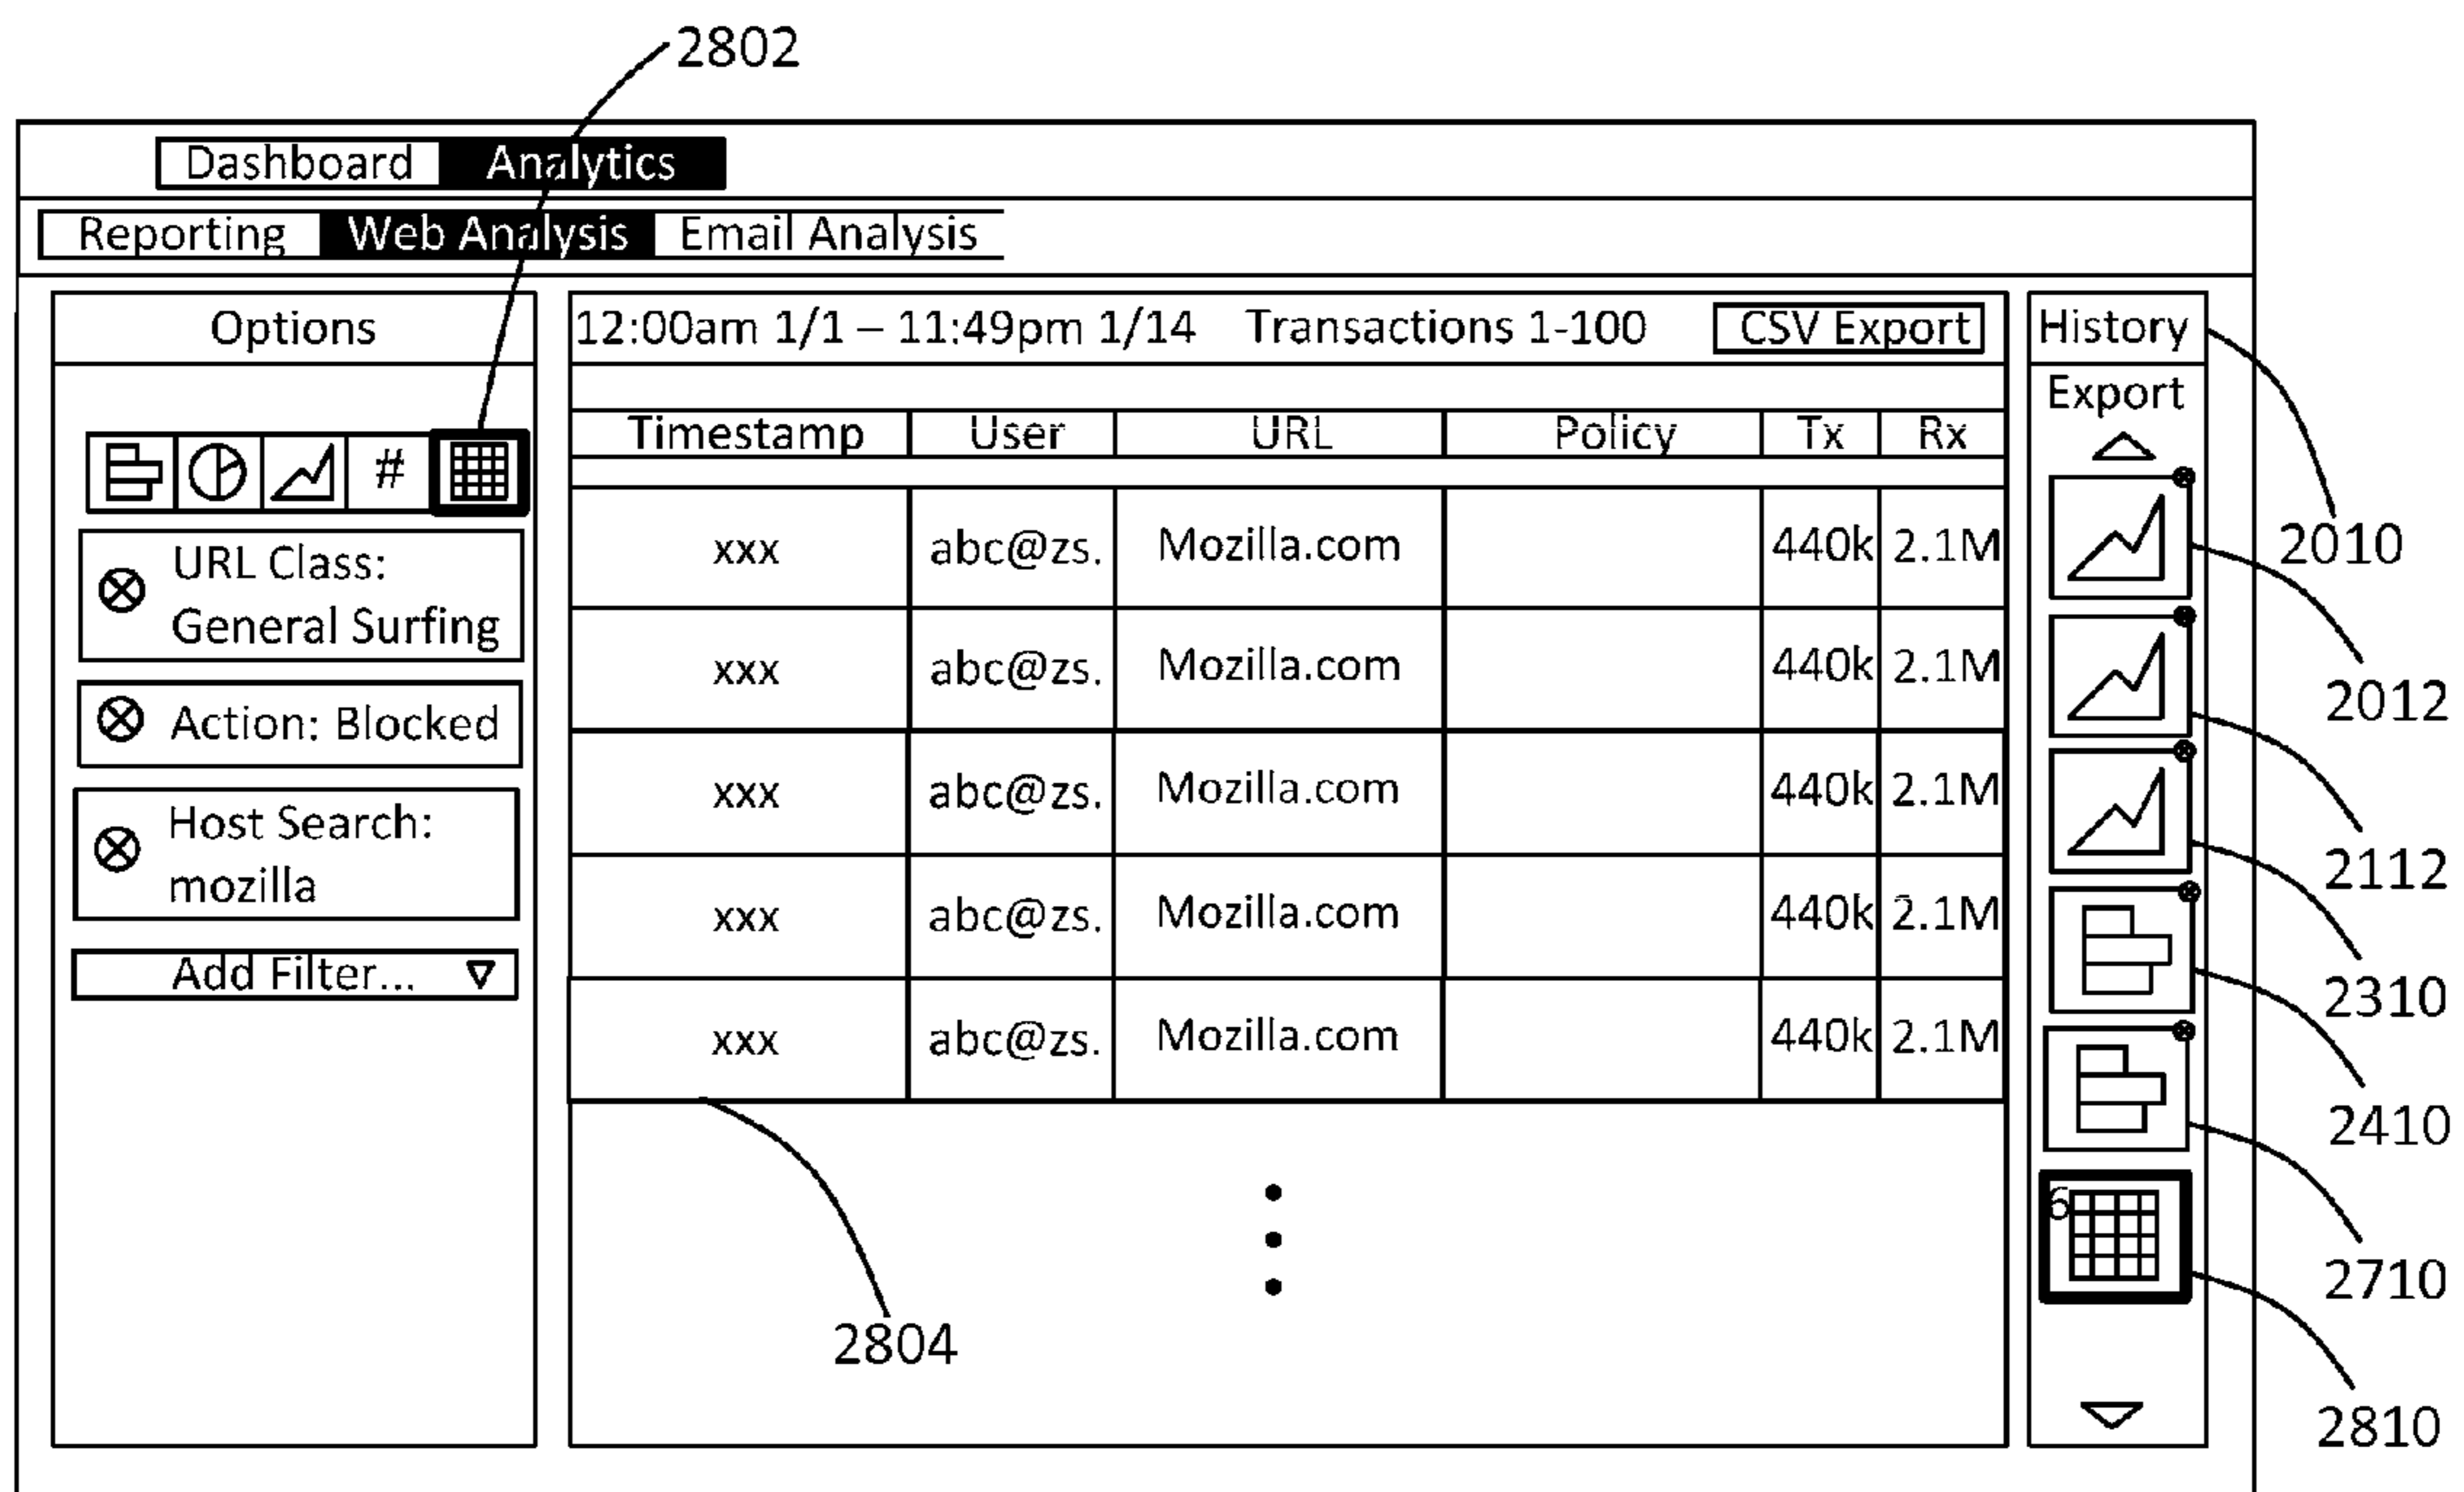 2802
Dashboard Analytics
Reporting Web Analysis Email Analysis
Options
#
URL Class:
General Surfing
Action: Blocked
Host Search:
mozilla
Add Filter...
12:00am 1/1 – 11:49pm 1/14 Transactions 1-100 CSV Export
Timestamp User URL Policy Tx Rx
xxx abc@zs. Mozilla.com 440k 2.1M
xxx abc@zs. Mozilla.com 440k 2.1M
xxx abc@zs. Mozilla.com 440k 2.1M
xxx abc@zs. Mozilla.com 440k 2.1M
xxx abc@zs. Mozilla.com 440k 2.1M
2804
History
Export
6
2010
2012
2112
2310
2410
2710
2810